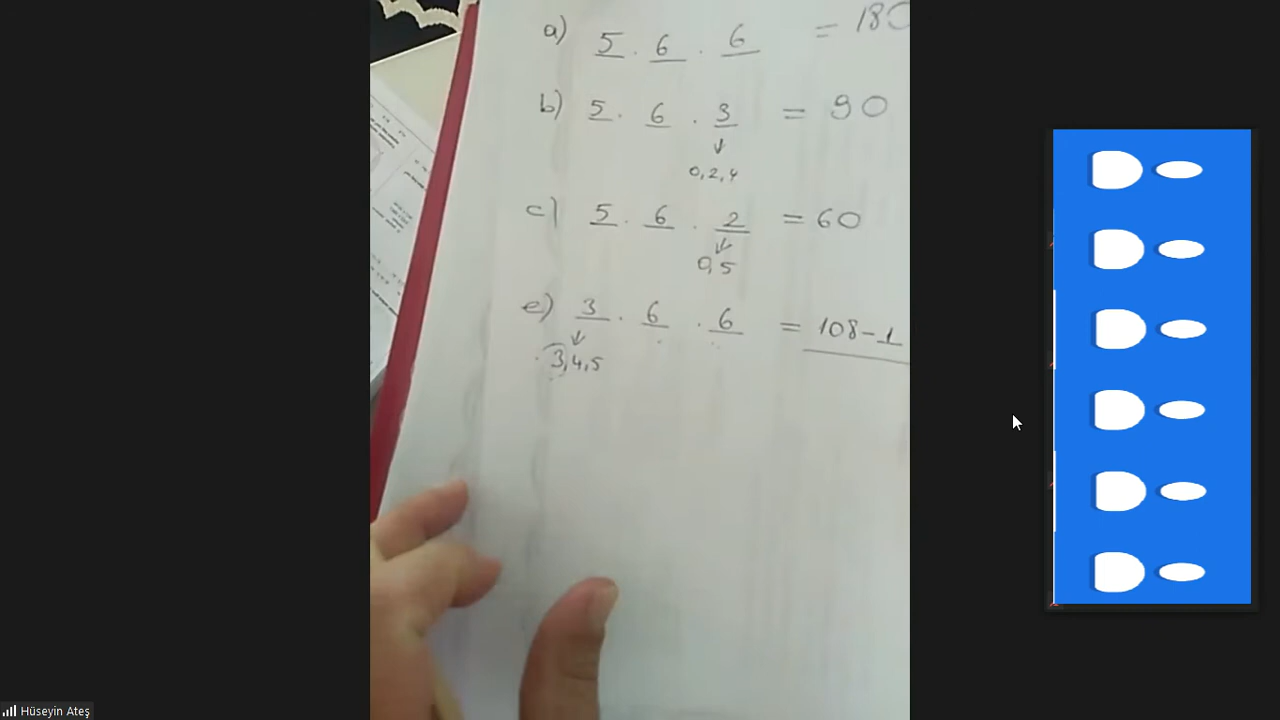 a) 5 . 6 . 6 = 180
b) 5 . 6 . 3 = 90
↓
0,2,4
c) 5 . 6 . 2 = 60
↓
0,5
e) 3 . 6 . 6 = 108-1
↓
3,4,5
Hüseyin Ateş